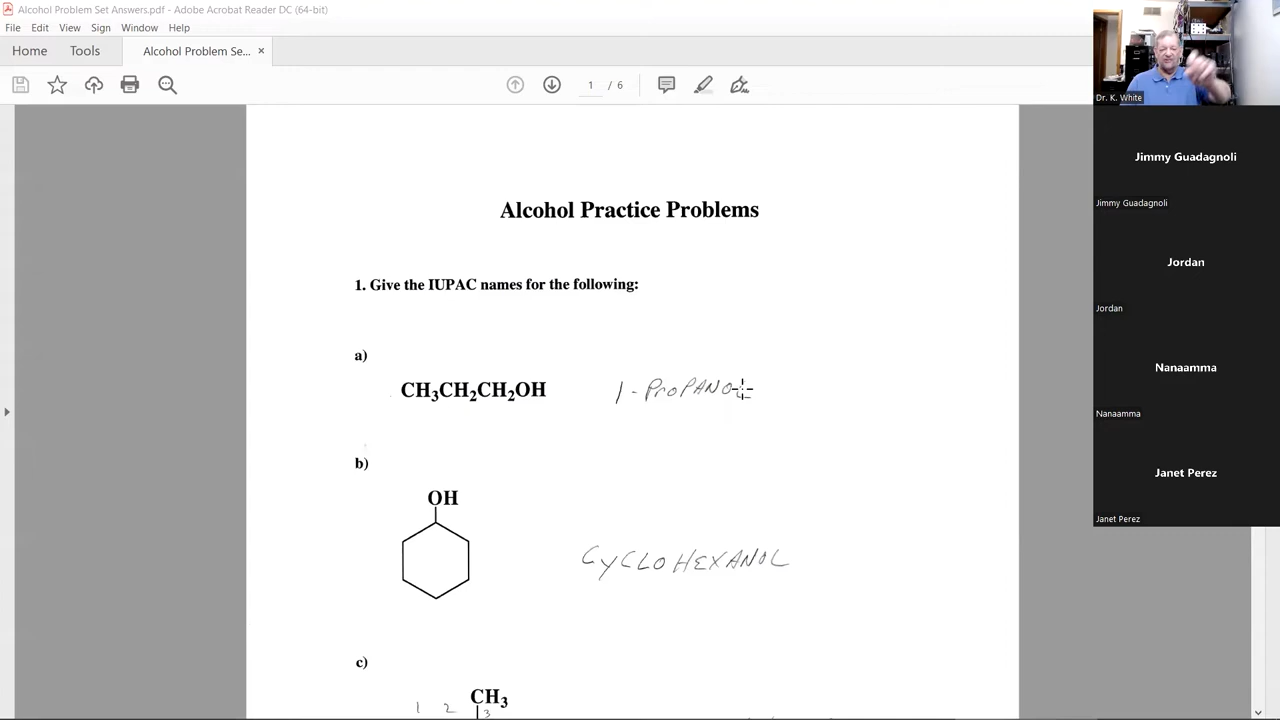 Alcohol Problem Set Answers.pdf - Adobe Acrobat Reader DC (64-bit)
File Edit View Sign Window Help
Home Tools Alcohol Problem Se... ×
1 / 6
Dr. K. White
Jimmy Guadagnoli
Jimmy Guadagnoli
Jordan
Jordan
Nanaamma
Nanaamma
Janet Perez
Janet Perez
Alcohol Practice Problems
1. Give the IUPAC names for the following:
a)
CH3CH2CH2OH 1-PROPANOL
b)
OH
CYCLOHEXANOL
c)
CH3
1 2 3